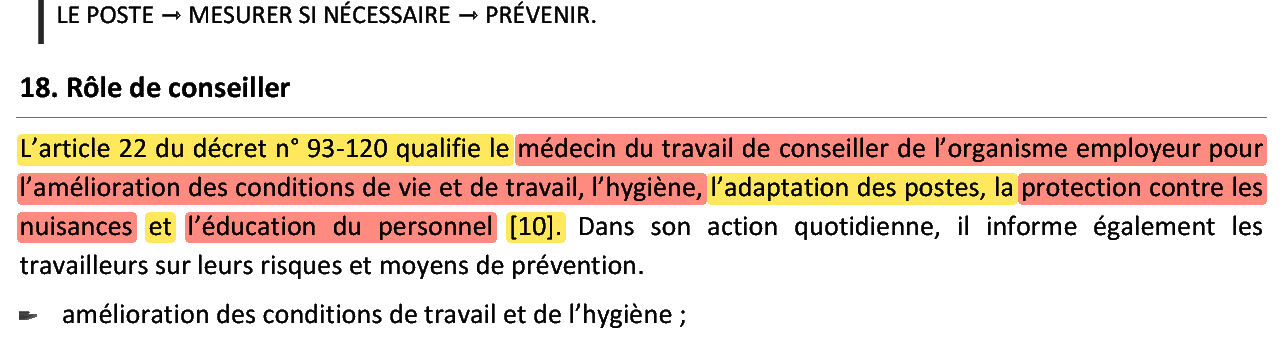 LE POSTE → MESURER SI NÉCESSAIRE → PRÉVENIR.
18. Rôle de conseiller
L’article 22 du décret n° 93-120 qualifie le médecin du travail de conseiller de l’organisme employeur pour
l’amélioration des conditions de vie et de travail, l’hygiène, l’adaptation des postes, la protection contre les
nuisances et l’éducation du personnel [10]. Dans son action quotidienne, il informe également les
travailleurs sur leurs risques et moyens de prévention.
☛ amélioration des conditions de travail et de l’hygiène ;